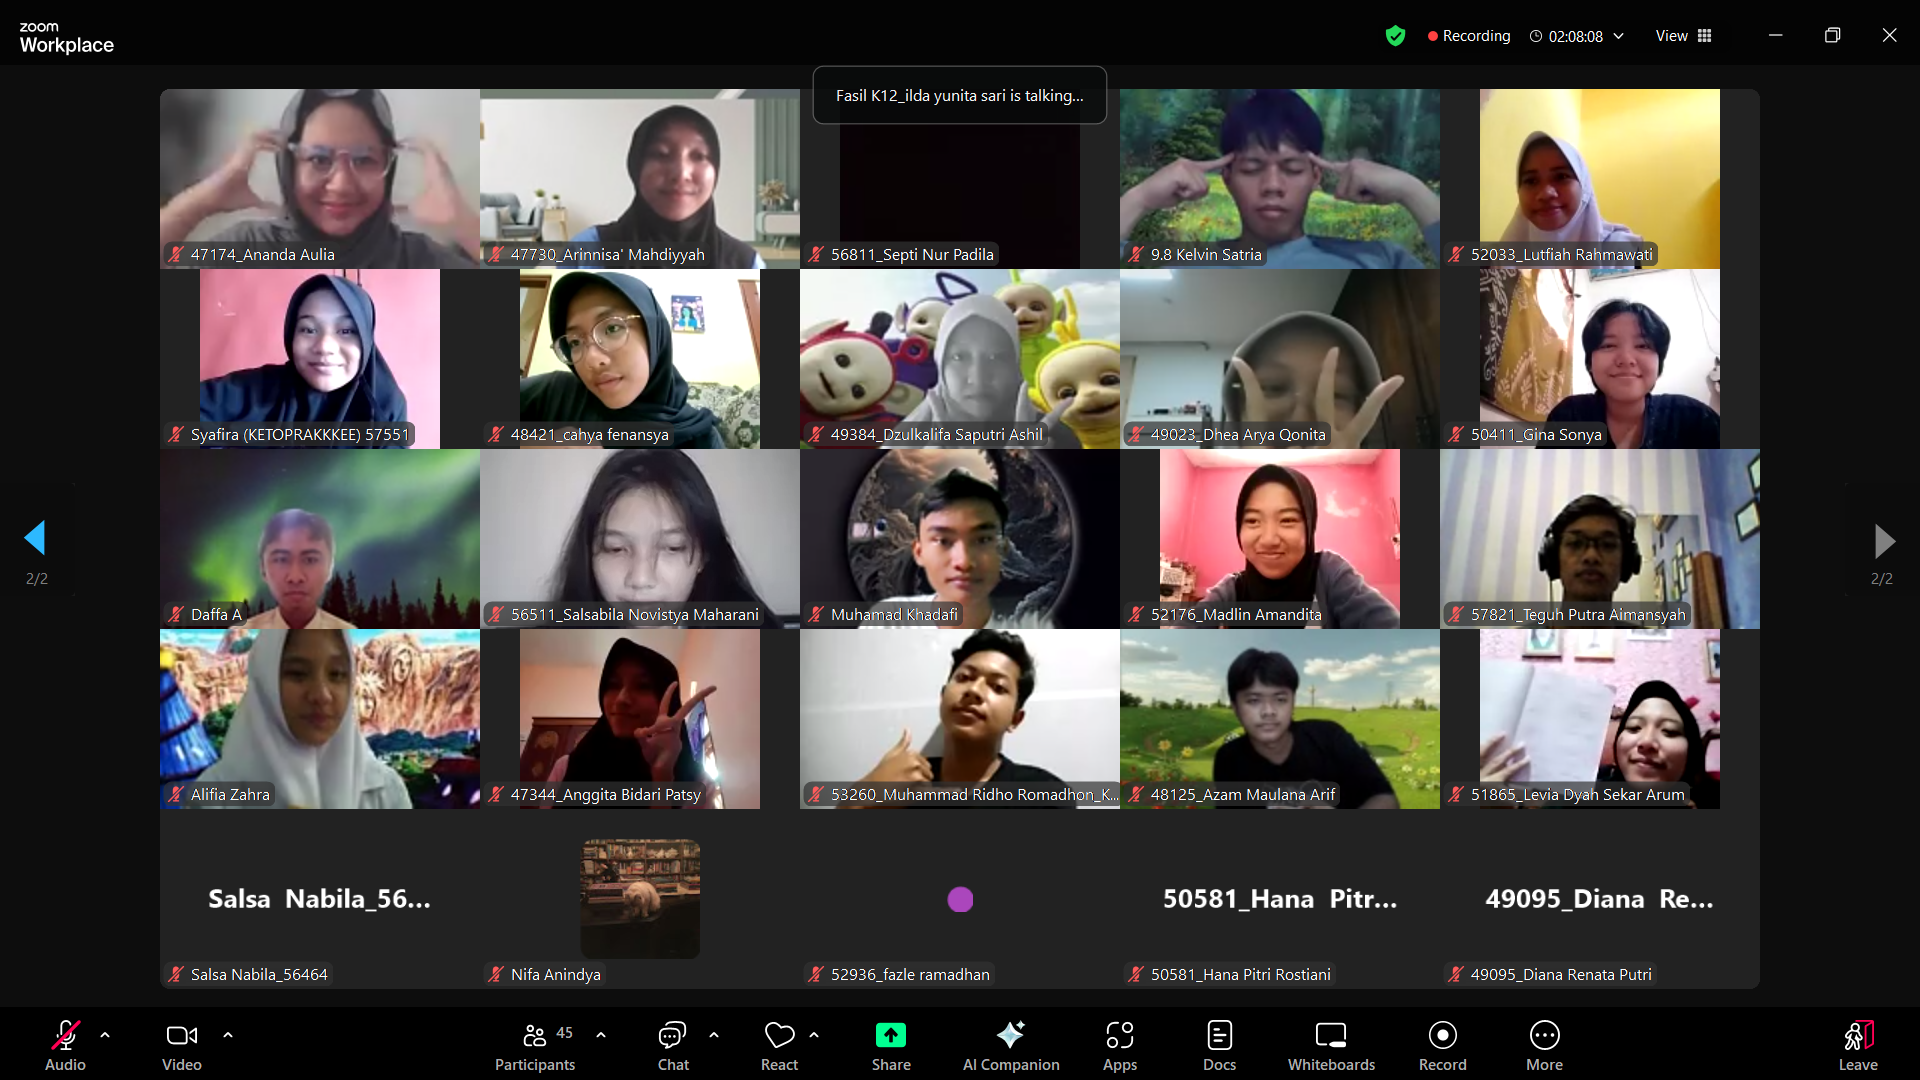 zoom
Workplace
Recording
02:08:08
View
Fasil K12_ilda yunita sari is talking...
47174_Ananda Aulia
47730_Arinnisa' Mahdiyyah
56811_Septi Nur Padila
9.8 Kelvin Satria
52033_Lutfiah Rahmawati
Syafira (KETOPRAKKKEE) 57551
48421_cahya fenansya
49384_Dzulkalifa Saputri Ashil
49023_Dhea Arya Qonita
50411_Gina Sonya
2/2
2/2
Daffa A
56511_Salsabila Novistya Maharani
Muhamad Khadafi
52176_Madlin Amandita
57821_Teguh Putra Aimansyah
Alifia Zahra
47344_Anggita Bidari Patsy
53260_Muhammad Ridho Romadhon_K...
48125_Azam Maulana Arif
51865_Levia Dyah Sekar Arum
Salsa Nabila_56...
50581_Hana Pitr...
49095_Diana Re...
Salsa Nabila_56464
Nifa Anindya
52936_fazle ramadhan
50581_Hana Pitri Rostiani
49095_Diana Renata Putri
Audio
Video
Participants
45
Chat
React
Share
AI Companion
Apps
Docs
Whiteboards
Record
More
Leave